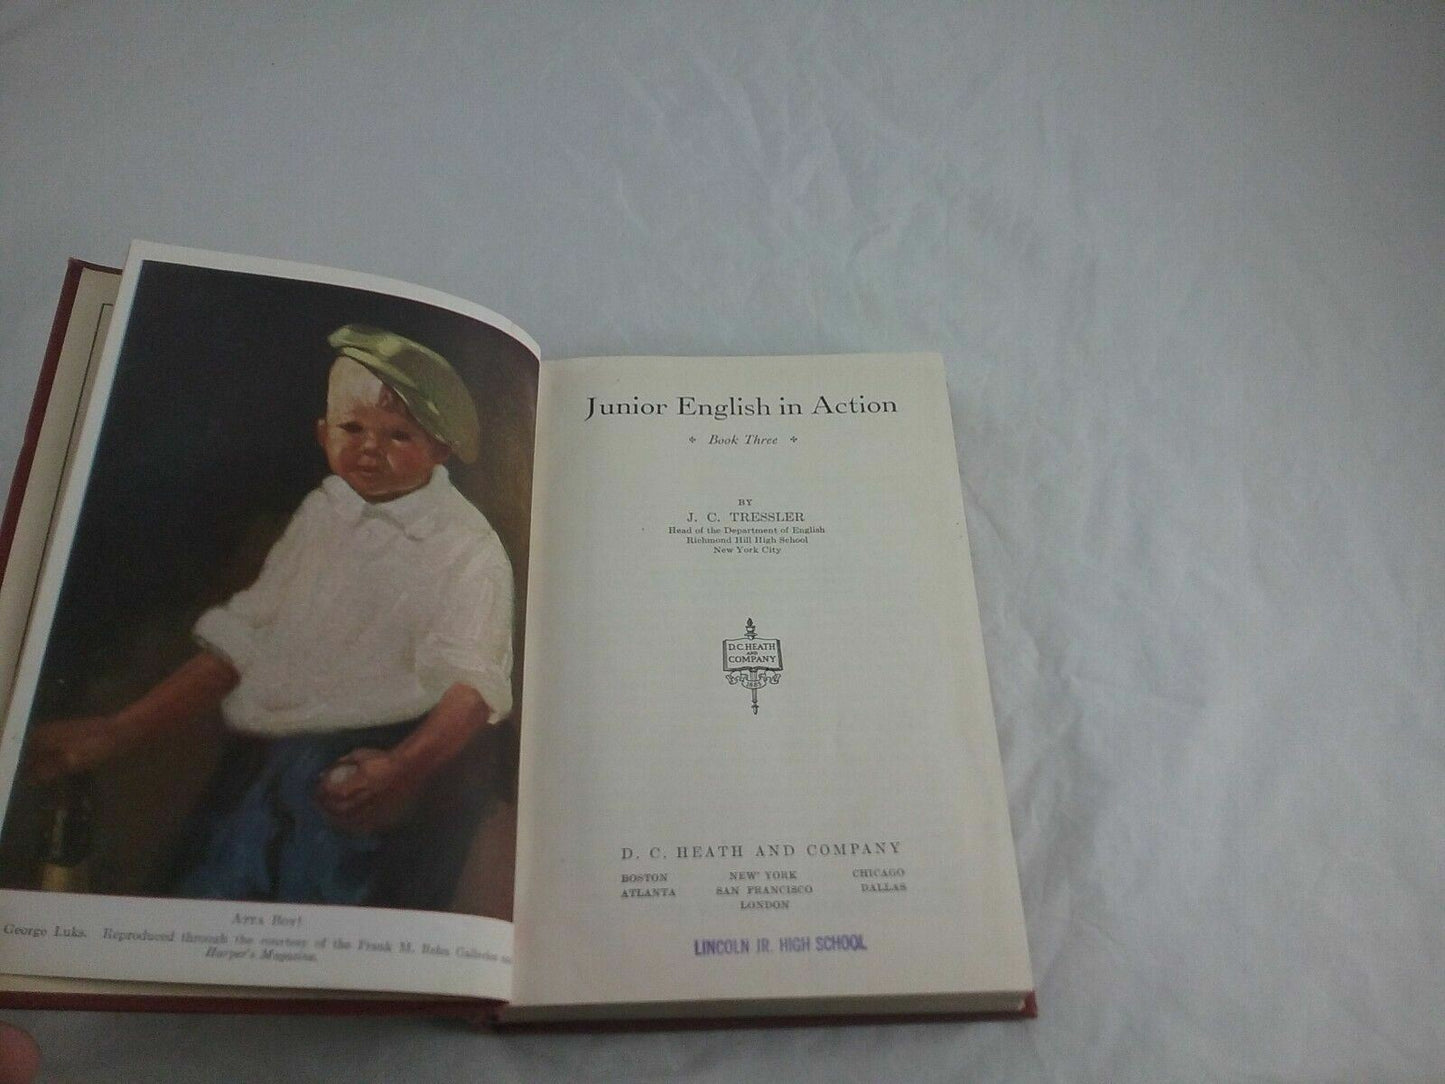 Atta Boy!
George Luks. Reproduced through the courtesy of the Frank M. Rehn Galleries
Harper's Magazine.
Junior English in Action
Book Three
BY
J. C. TRESSLER
Head of the Department of English
Richmond Hill High School
New York City
D.C.HEATH
AND
COMPANY
1885
D. C. HEATH AND COMPANY
BOSTON NEW YORK CHICAGO
ATLANTA SAN FRANCISCO DALLAS
LONDON
LINCOLN JR. HIGH SCHOOL